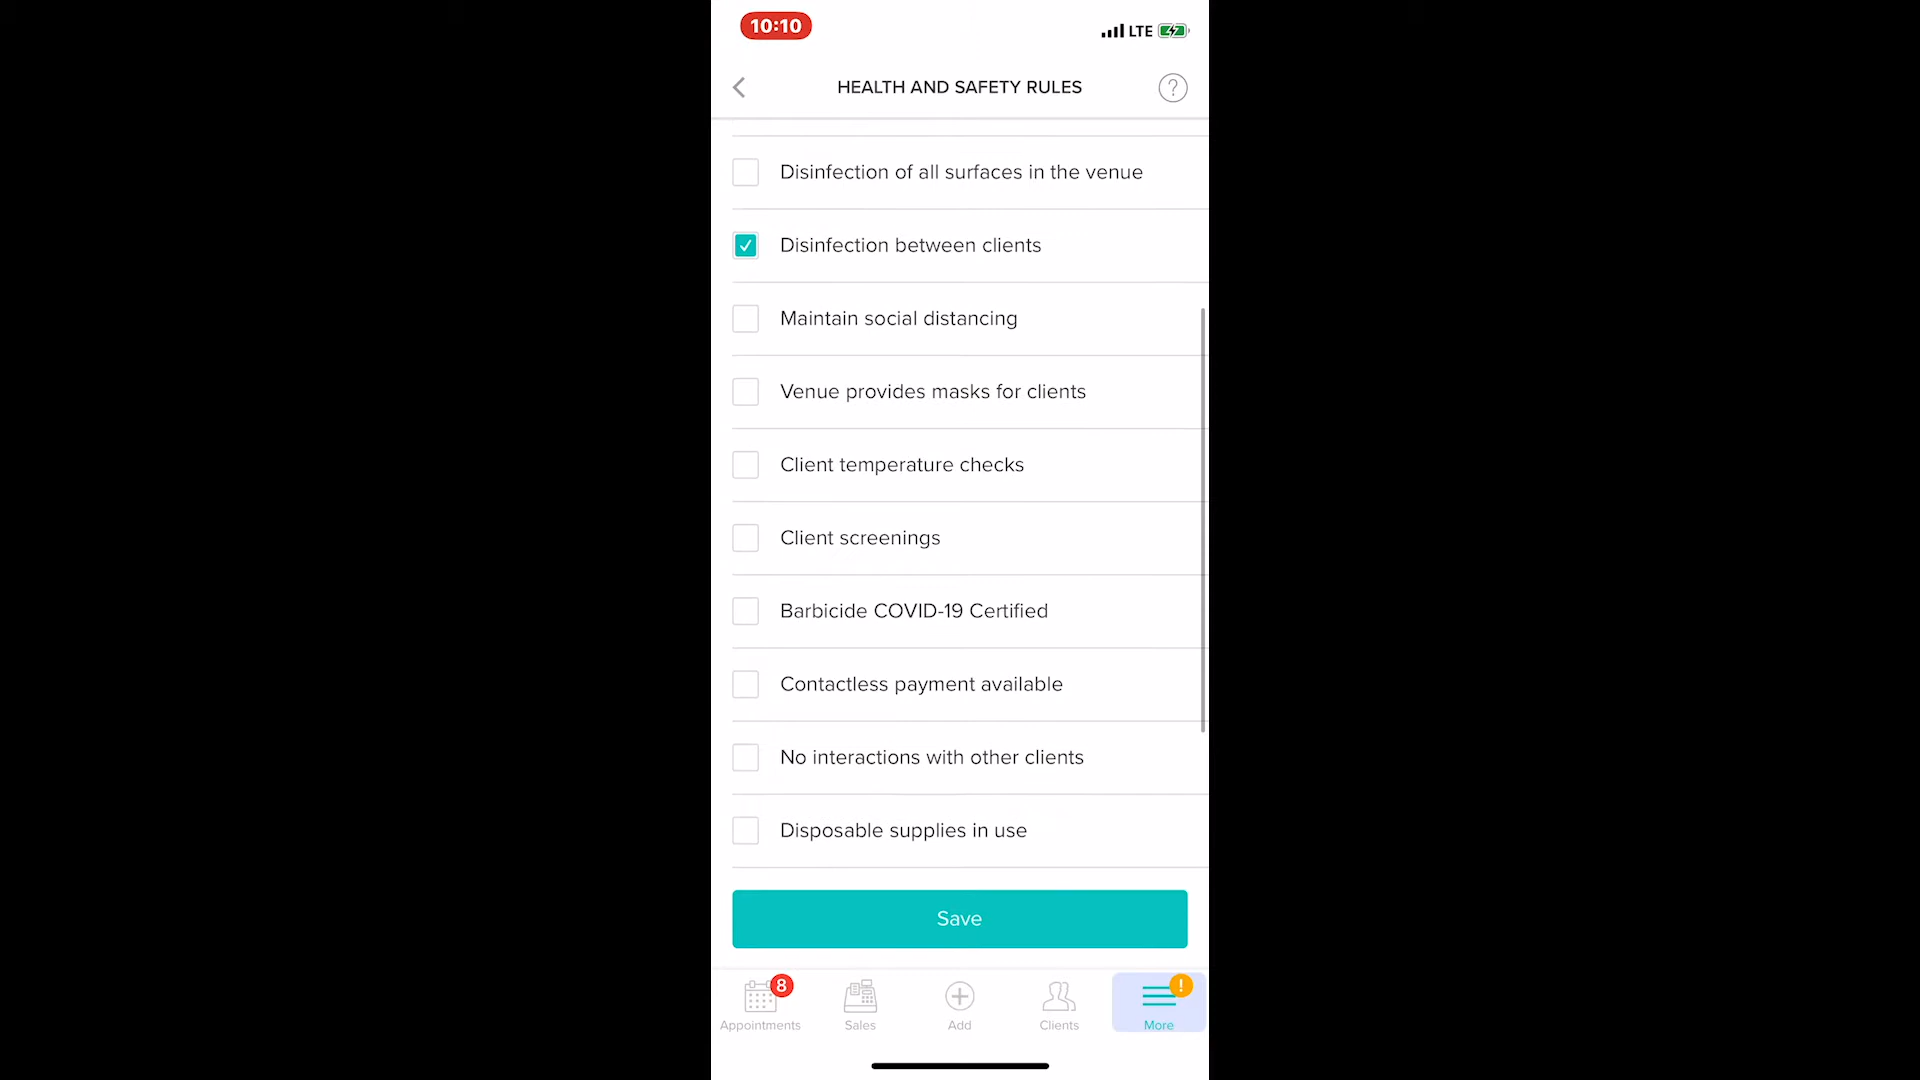 10:10
LTE
HEALTH AND SAFETY RULES
?
Disinfection of all surfaces in the venue
Disinfection between clients
Maintain social distancing
Venue provides masks for clients
Client temperature checks
Client screenings
Barbicide COVID-19 Certified
Contactless payment available
No interactions with other clients
Disposable supplies in use
Save
8
!
Appointments
Sales
Add
Clients
More